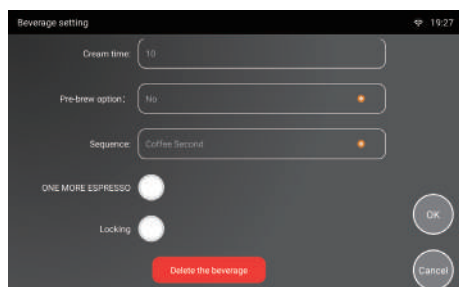 Beverage setting 19:27
Cream time: 10
Pre-brew option: No
Sequence: Coffee Second
ONE MORE ESPRESSO
Locking
OK
Delete the beverage
Cancel